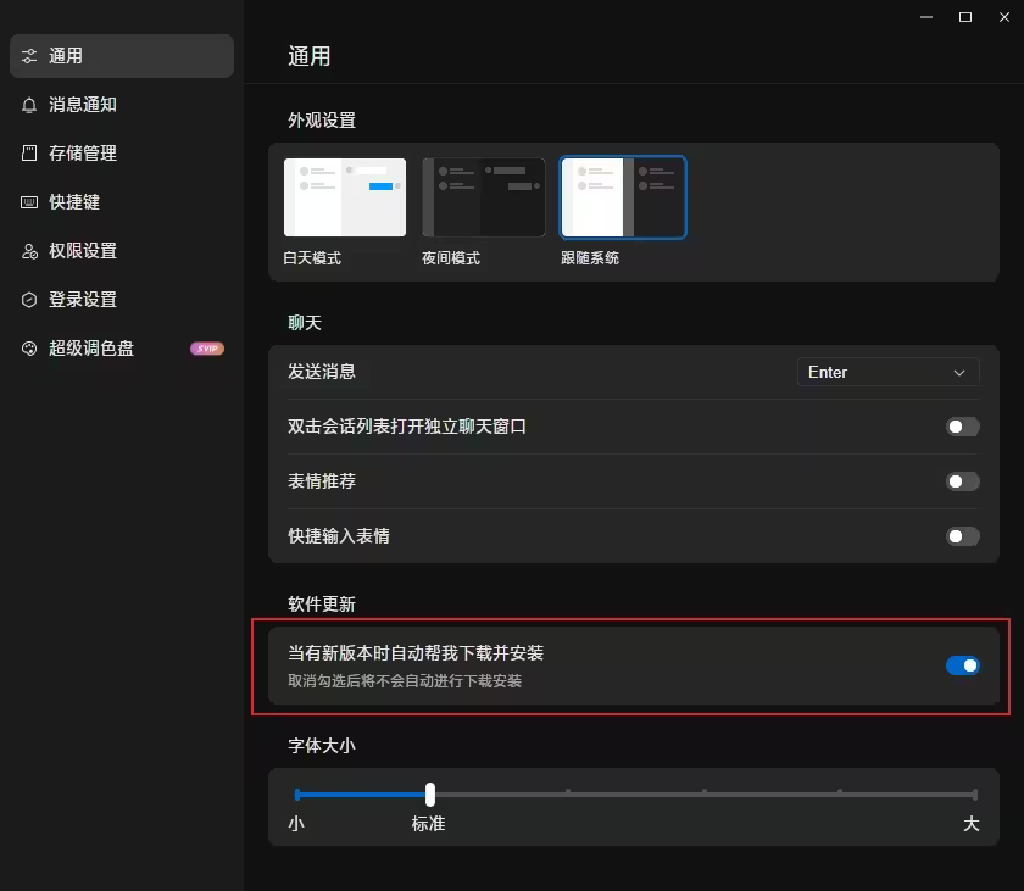 通用
消息通知
存储管理
快捷键
权限设置
登录设置
超级调色盘
SVIP
通用
外观设置
白天模式
夜间模式
跟随系统
聊天
发送消息
Enter
双击会话列表打开独立聊天窗口
表情推荐
快捷输入表情
软件更新
当有新版本时自动帮我下载并安装
取消勾选后将不会自动进行下载安装
字体大小
小
标准
大